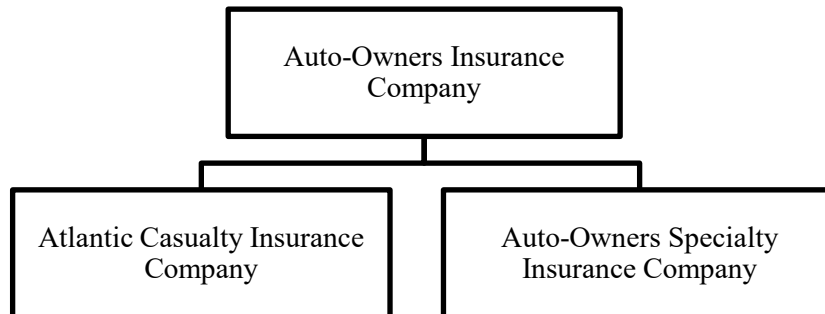 Auto-Owners Insurance
Company
Atlantic Casualty Insurance
Company
Auto-Owners Specialty
Insurance Company